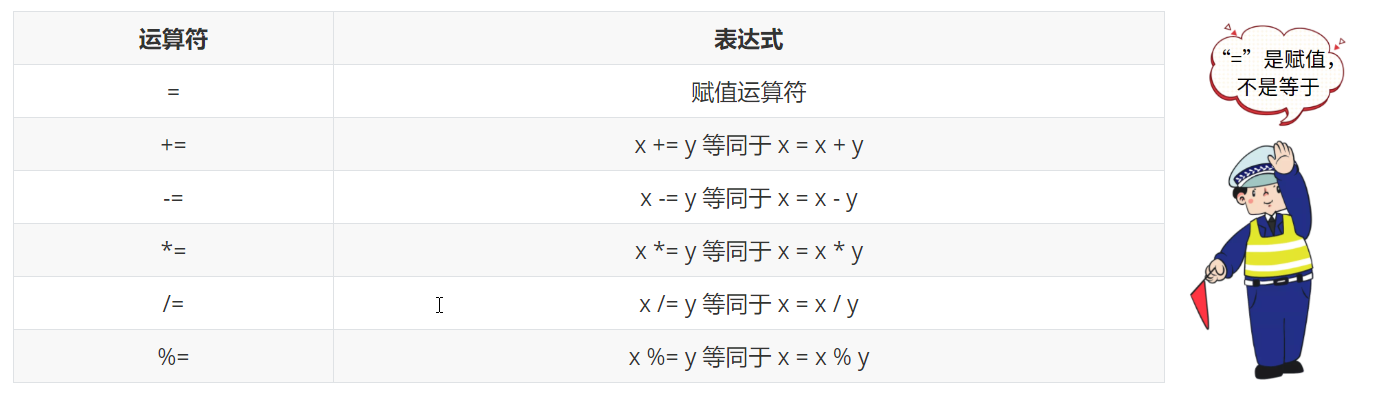 运算符 表达式
= 赋值运算符
+= x += y 等同于 x = x + y
-= x -= y 等同于 x = x - y
*= x *= y 等同于 x = x * y
/= x /= y 等同于 x = x / y
%= x %= y 等同于 x = x % y
“=”是赋值，
不是等于